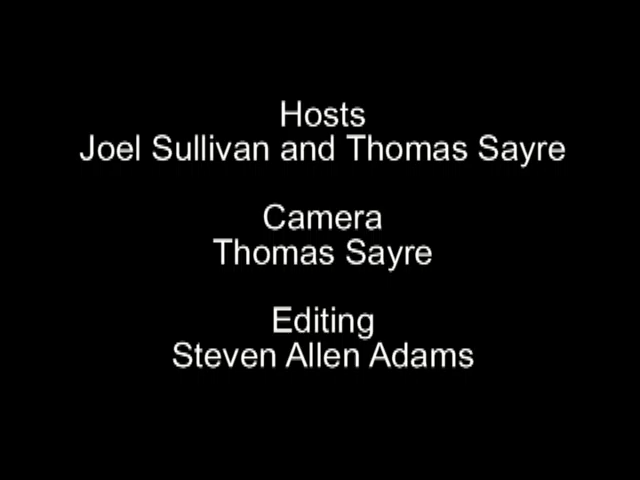 Hosts
Joel Sullivan and Thomas Sayre
Camera
Thomas Sayre
Editing
Steven Allen Adams